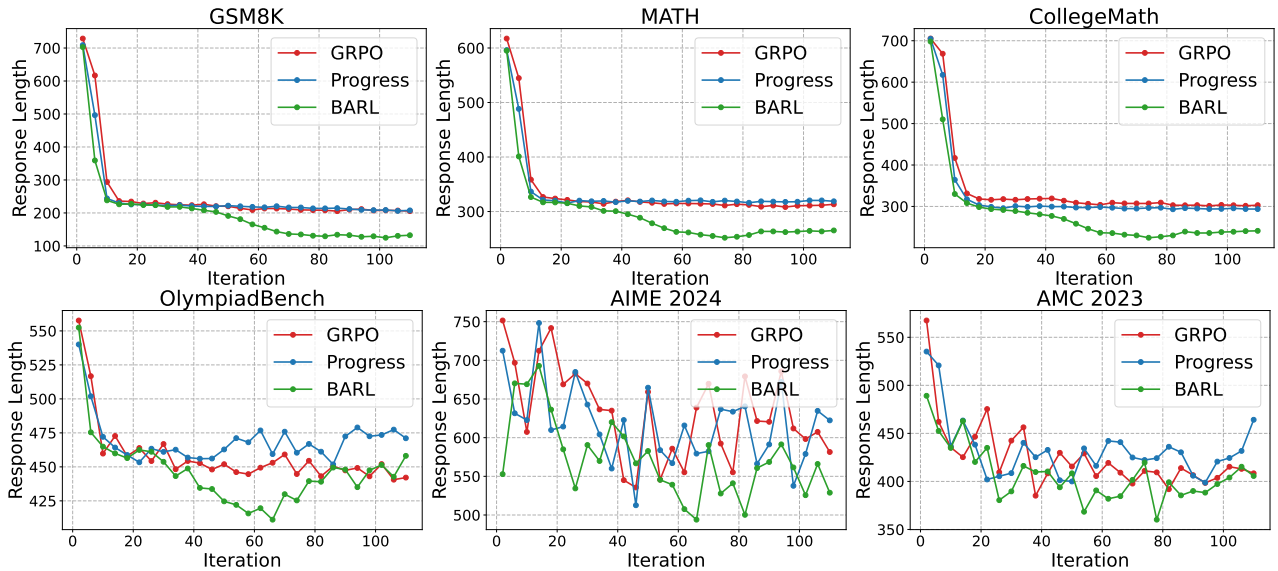 GSM8K
700
600
500
400
300
200
100
0 20 40 60 80 100
Response Length
Iteration
GRPO
Progress
BARL
MATH
600
500
400
300
0 20 40 60 80 100
Response Length
Iteration
GRPO
Progress
BARL
CollegeMath
700
600
500
400
300
0 20 40 60 80 100
Response Length
Iteration
GRPO
Progress
BARL
OlympiadBench
550
525
500
475
450
425
0 20 40 60 80 100
Response Length
Iteration
GRPO
Progress
BARL
AIME 2024
750
700
650
600
550
500
0 20 40 60 80 100
Response Length
Iteration
GRPO
Progress
BARL
AMC 2023
550
500
450
400
350
0 20 40 60 80 100
Response Length
Iteration
GRPO
Progress
BARL